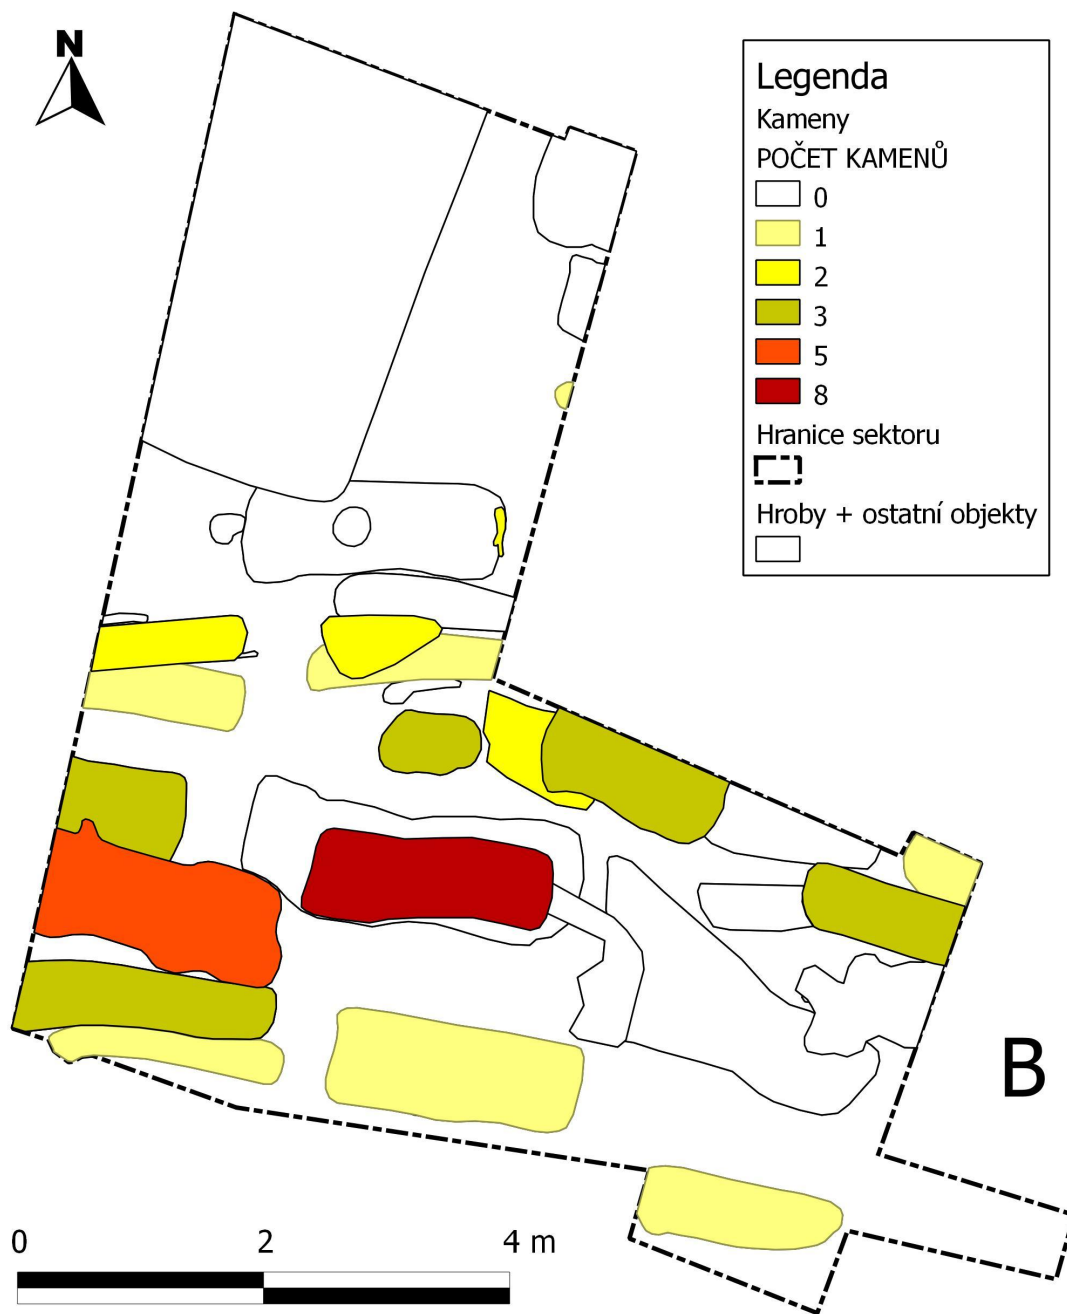 N
Legenda
Kameny
POČET KAMENŮ
0
1
2
3
5
8
Hranice sektoru
Hroby + ostatní objekty
B
0 2 4 m